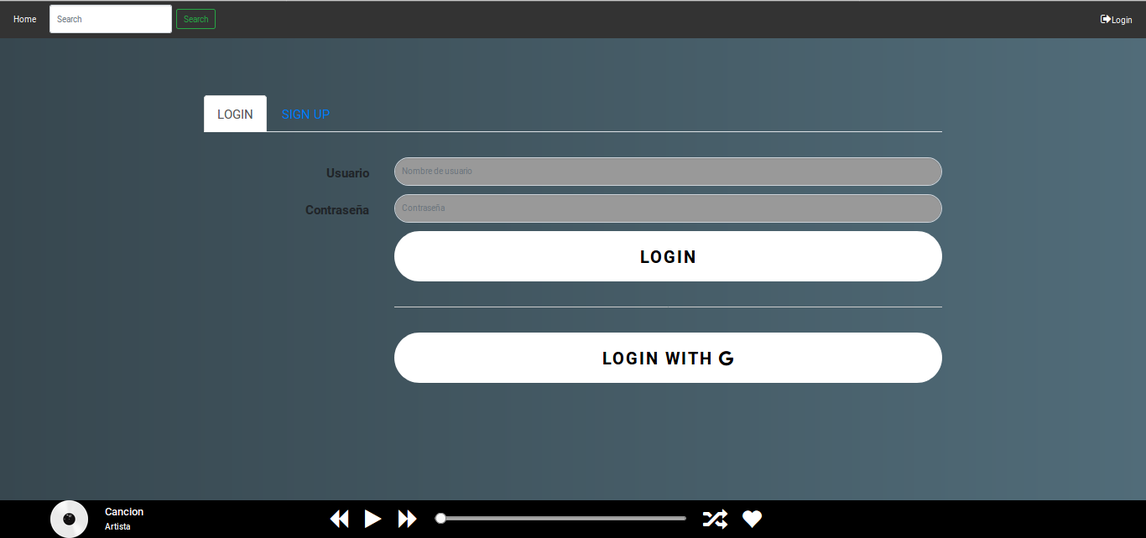 Home
Search
Search
Login
LOGIN
SIGN UP
Usuario
Nombre de usuario
Contraseña
Contraseña
LOGIN
LOGIN WITH G
Cancion
Artista